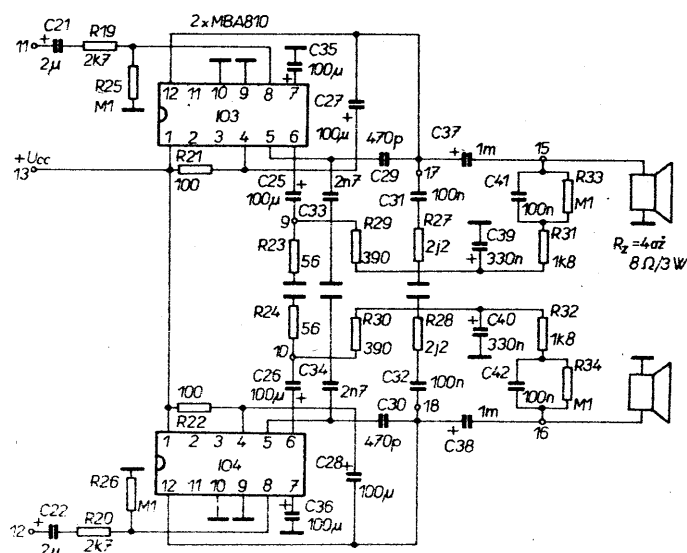 2xMBA810
C21
R19
11
2μ
2k7
R25
M1
C35
100μ
C27
100μ
12 11 10 9 8 7
IO3
1 2 3 4 5 6
+Ucc
13
R21
100
C25
100μ
2n7
470p
C29
C37
1m
15
17
C31
100n
C41
100n
R33
M1
C33
9
R29
390
R27
2j2
C39
330n
R31
1k8
Rz = 4až
8Ω/3W
R23
56
R24
56
10
R30
390
R28
2j2
C40
330n
R32
1k8
C26
100μ
C34
2n7
C32
100n
18
C42
100n
R34
M1
100
R22
C30
470p
1m
C38
16
1 2 3 4 5 6
IO4
12 11 10 9 8 7
C28
100μ
R26
M1
C36
100μ
12
C22
2μ
R20
2k7